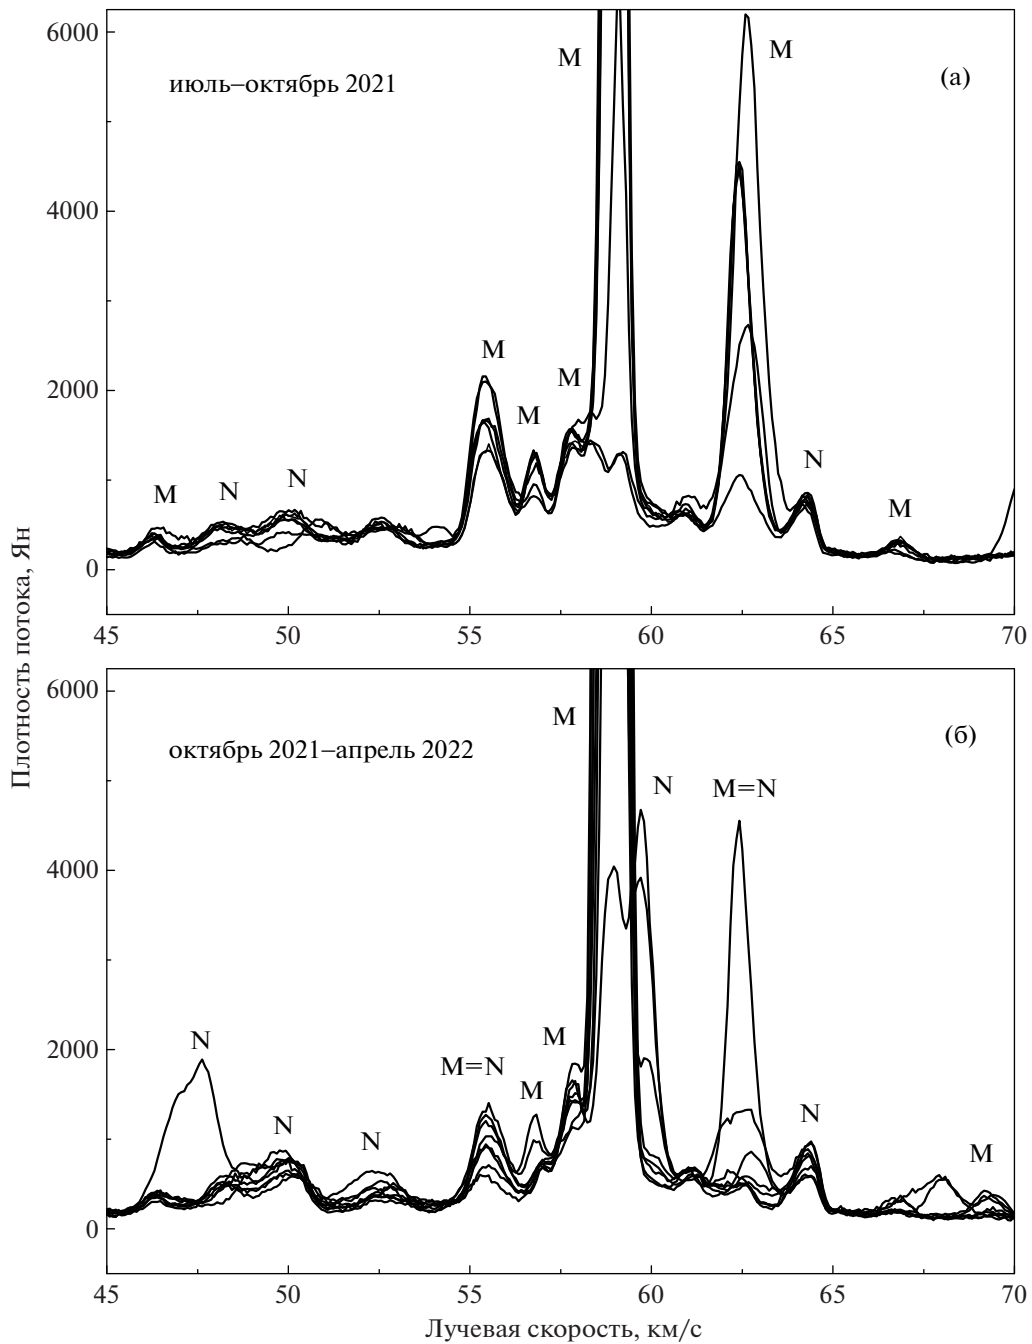 6000
M
M
июль–октябрь 2021
(а)
4000
M
M
2000
M
N
N
N
M
M
0
45
50
55
60
65
70
Плотность потока, Ян
6000
M
октябрь 2021–апрель 2022
(б)
N
M=N
4000
N
2000
M
M=N
M
N
N
N
M
0
45
50
55
60
65
70
Лучевая скорость, км/с